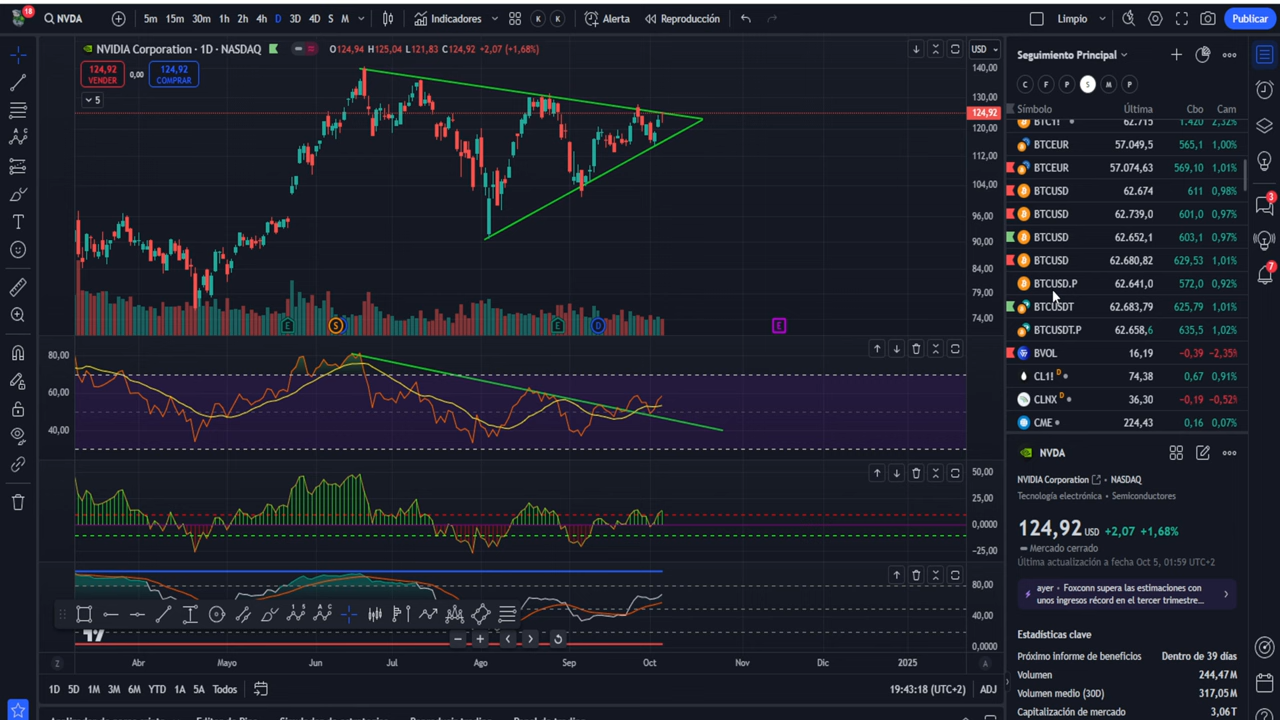 18
NVDA
5m 15m 30m 1h 2h 4h D 3D 4D S M
Indicadores
K K
Alerta
Reproducción
Limpio
Publicar
NVIDIA Corporation · 1D · NASDAQ
O124,94 H125,04 L121,83 C124,92 +2,07 (+1,68%)
124,92
VENDER
0,00
124,92
COMPRAR
5
USD
140,00
130,00
124,92
120,00
112,00
104,00
96,00
90,00
84,00
79,00
74,00
E S E D E
80,00
60,00
40,00
50,00
25,00
0,0000
−25,00
80,00
40,00
0,0000
Z Abr Mayo Jun Jul Ago Sep Oct Nov Dic 2025 A
1D 5D 1M 3M 6M YTD 1A 5A Todos
19:43:18 (UTC+2) ADJ
Seguimiento Principal
C F P S M P
Símbolo Última Cbo Cam
BTC1! 62.715 1.420 2,32%
BTCEUR 57.049,5 565,1 1,00%
BTCEUR 57.074,63 569,10 1,01%
BTCUSD 62.674 611 0,98%
BTCUSD 62.739,0 601,0 0,97%
BTCUSD 62.652,1 603,1 0,97%
BTCUSD 62.680,82 629,53 1,01%
BTCUSD.P 62.641,0 572,0 0,92%
BTCUSDT 62.683,79 625,79 1,01%
BTCUSDT.P 62.658,6 635,5 1,02%
BVOL 16,19 −0,39 −2,35%
CL1! D 74,38 0,67 0,91%
CLNX D 36,30 −0,19 −0,52%
CME 224,43 0,16 0,07%
NVDA
NVIDIA Corporation · NASDAQ
Tecnología electrónica • Semiconductores
124,92 USD +2,07 +1,68%
Mercado cerrado
Última actualización a fecha Oct 5, 01:59 UTC+2
ayer • Foxconn supera las estimaciones con
unos ingresos récord en el tercer trimestre...
Estadísticas clave
Próximo informe de beneficios Dentro de 39 días
Volumen 244,47M
Volumen medio (30D) 317,05M
Capitalización de mercado 3,06T
3
7